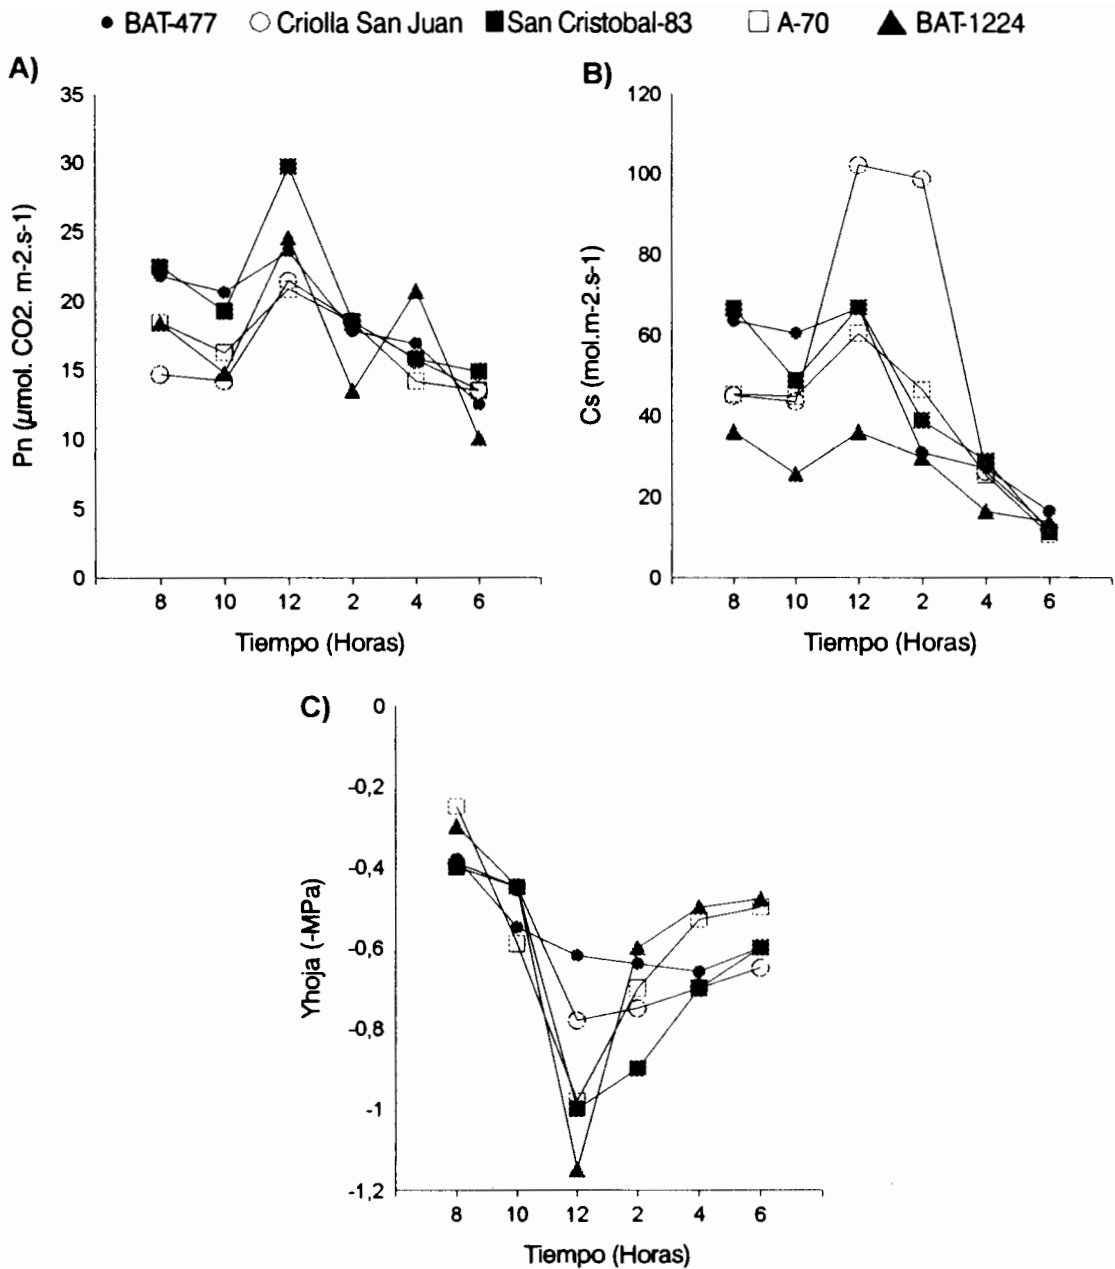 BAT-477 Criolla San Juan San Cristobal-83 A-70 BAT-1224
A)
35
30
25
20
15
10
5
0
Pn (µmol. CO2. m-2.s-1)
8 10 12 2 4 6
Tiempo (Horas)
B)
120
100
80
60
40
20
0
Cs (mol.m-2.s-1)
8 10 12 2 4 6
Tiempo (Horas)
C)
0
-0,2
-0,4
-0,6
-0,8
-1
-1,2
Yhoja (-MPa)
8 10 12 2 4 6
Tiempo (Horas)